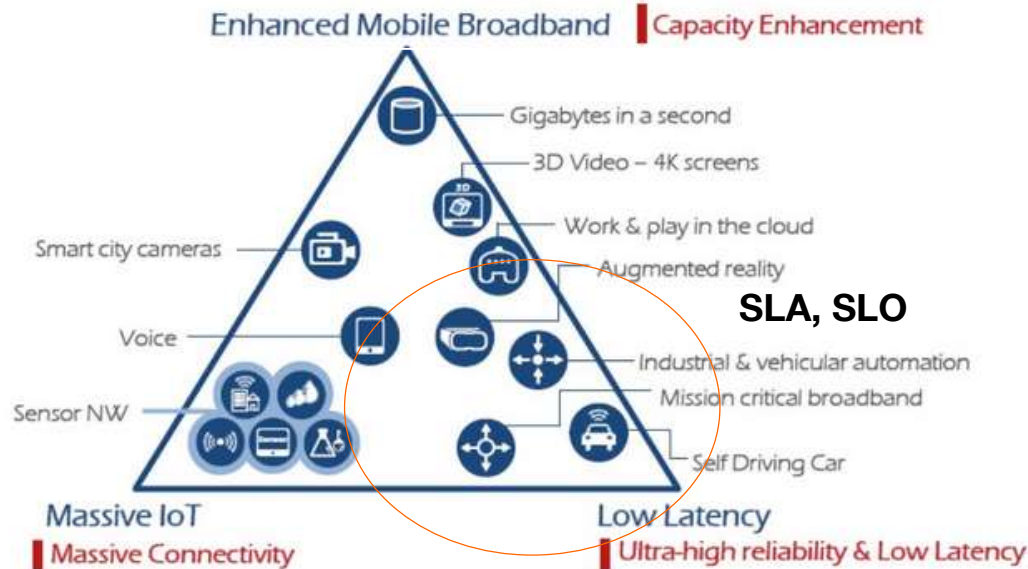 Enhanced Mobile Broadband
Capacity Enhancement
Gigabytes in a second
3D Video – 4K screens
3D
Work & play in the cloud
Smart city cameras
Augmented reality
SLA, SLO
Voice
Industrial & vehicular automation
Mission critical broadband
Sensor NW
Self Driving Car
Massive IoT
Low Latency
Massive Connectivity
Ultra-high reliability & Low Latency